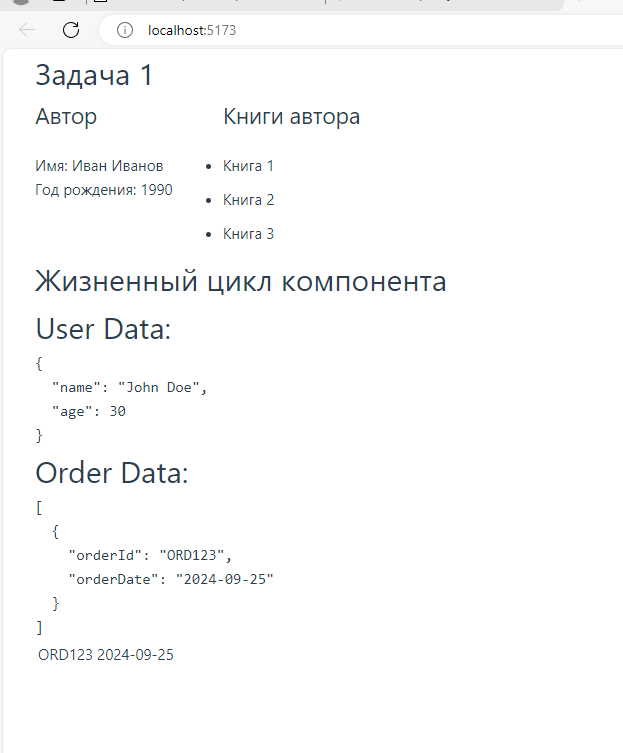 localhost:5173
Задача 1
Автор
Книги автора
Имя: Иван Иванов
Год рождения: 1990
• Книга 1
• Книга 2
• Книга 3
Жизненный цикл компонента
User Data:
{
  "name": "John Doe",
  "age": 30
}
Order Data:
[
  {
    "orderId": "ORD123",
    "orderDate": "2024-09-25"
  }
]
ORD123 2024-09-25